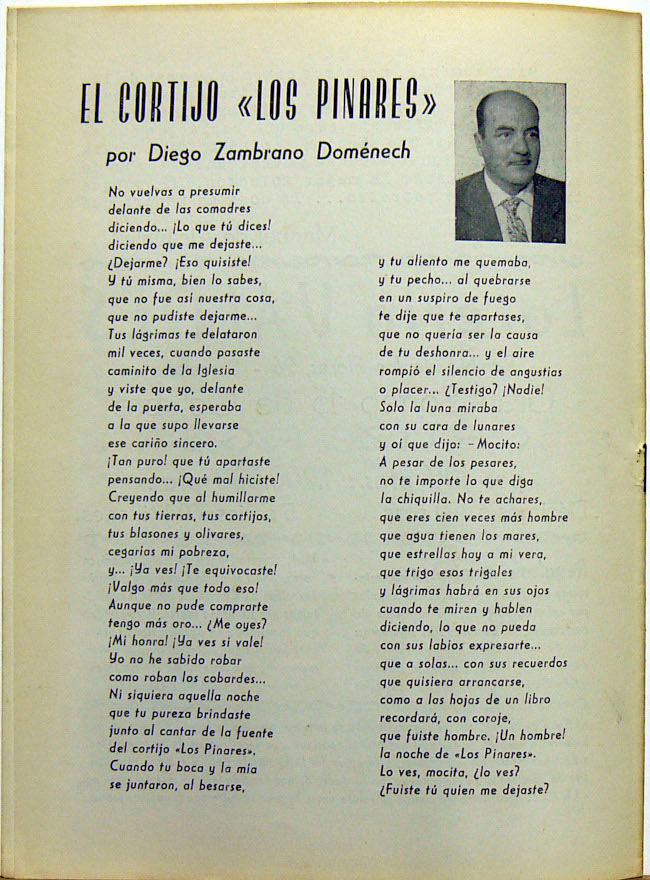 EL CORTIJO «LOS PINARES»
por Diego Zambrano Doménech
No vuelvas a presumir
delante de las comadres
diciendo... ¡Lo que tú dices!
diciendo que me dejaste...
¿Dejarme? ¡Eso quisiste!
Y tú misma, bien lo sabes,
que no fue así nuestra cosa,
que no pudiste dejarme...
Tus lágrimas te delataron
mil veces, cuando pasaste
caminito de la Iglesia
y viste que yo, delante
de la puerta, esperaba
a la que supo llevarse
ese cariño sincero.
¡Tan puro! que tú apartaste
pensando... ¡Qué mal hiciste!
Creyendo que al humillarme
con tus tierras, tus cortijos,
tus blasones y olivares,
cegarías mi pobreza,
y... ¡Ya ves! ¡Te equivocaste!
¡Valgo más que todo eso!
Aunque no pude comprarte
tengo más oro... ¿Me oyes?
¡Mi honra! ¡Ya ves si vale!
Yo no he sabido robar
como roban los cobardes...
Ni siquiera aquella noche
que tu pureza brindaste
junto al cantar de la fuente
del cortijo «Los Pinares».
Cuando tu boca y la mía
se juntaron, al besarse,
y tu aliento me quemaba,
y tu pecho... al quebrarse
en un suspiro de fuego
te dije que te apartases,
que no quería ser la causa
de tu deshonra... y el aire
rompió el silencio de angustias
o placer... ¿Testigo? ¡Nadie!
Solo la luna miraba
con su cara de lunares
y oí que dijo: - Mocito:
A pesar de los pesares,
no te importe lo que diga
la chiquilla. No te achares,
que eres cien veces más hombre
que agua tienen los mares,
que estrellas hay a mi vera,
que trigo esos trigales
y lágrimas habrá en sus ojos
cuando te miren y hablen
diciendo, lo que no pueda
con sus labios expresarte...
que a solas... con sus recuerdos
que quisiera arrancarse,
como a las hojas de un libro
recordará, con coroje,
que fuiste hombre. ¡Un hombre!
la noche de «Los Pinares».
Lo ves, mocita, ¿lo ves?
¿Fuiste tú quien me dejaste?